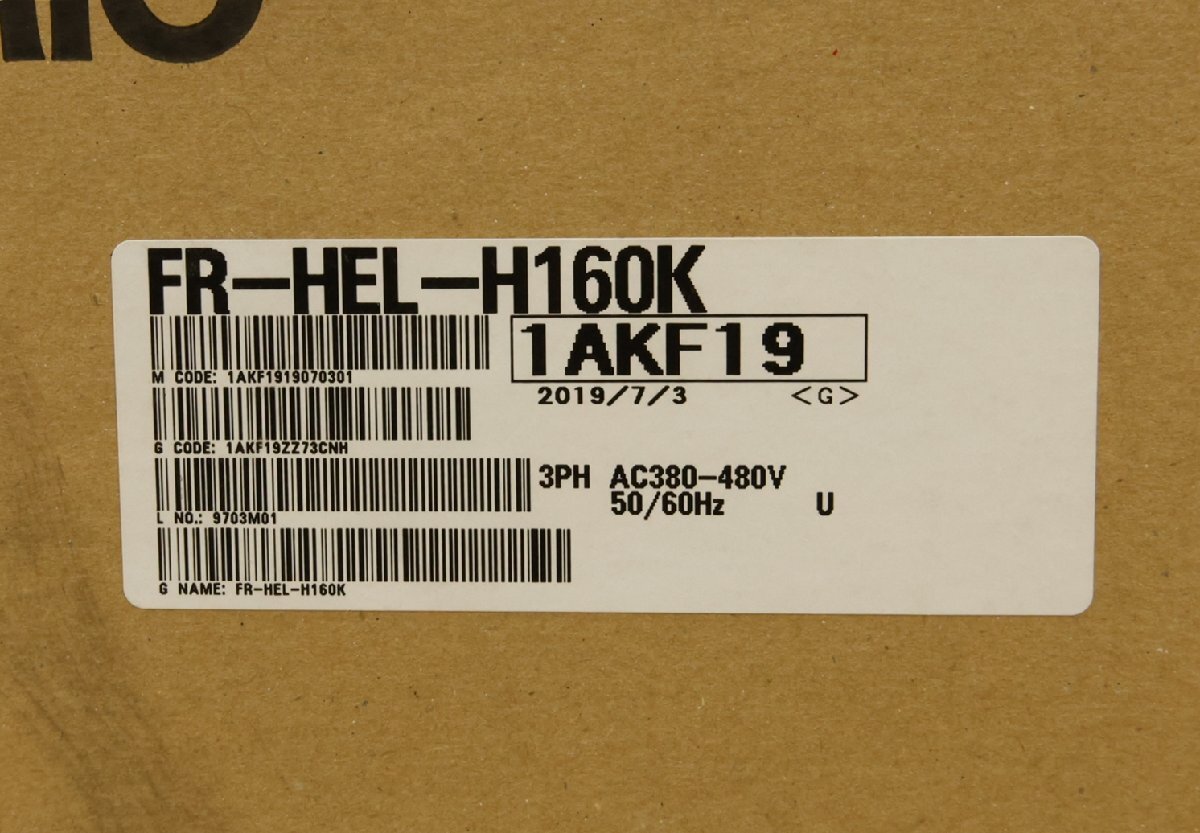 FR-HEL-H160K
1AKF19
M CODE: 1AKF1919070301
2019/7/3 <G>
G CODE: 1AKF19ZZ73CNH
3PH AC380-480V
50/60Hz U
L NO.: 9703M01
G NAME: FR-HEL-H160K